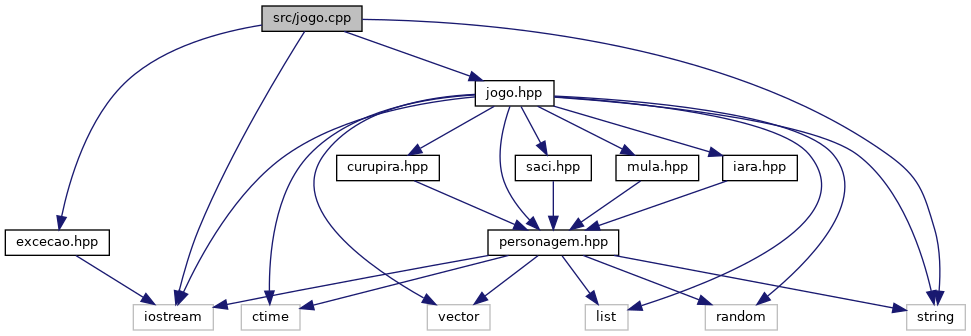 src/jogo.cpp
jogo.hpp
curupira.hpp
saci.hpp
mula.hpp
iara.hpp
excecao.hpp
personagem.hpp
iostream
ctime
vector
list
random
string